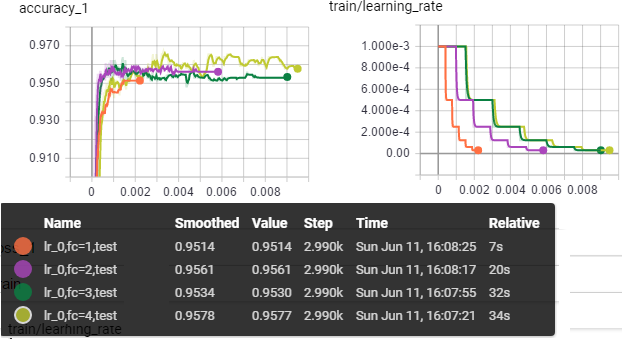 accuracy_1
0.970
0.950
0.930
0.910
0 0.002 0.004 0.006 0.008
train/learning_rate
1.000e-3
8.000e-4
6.000e-4
4.000e-4
2.000e-4
0.00
0 0.002 0.004 0.006 0.008
Name Smoothed Value Step Time Relative
lr_0,fc=1,test 0.9514 0.9514 2.990k Sun Jun 11, 16:08:25 7s
lr_0,fc=2,test 0.9561 0.9561 2.990k Sun Jun 11, 16:08:17 20s
lr_0,fc=3,test 0.9534 0.9530 2.990k Sun Jun 11, 16:07:55 32s
lr_0,fc=4,test 0.9578 0.9577 2.990k Sun Jun 11, 16:07:21 34s
train/learning_rate